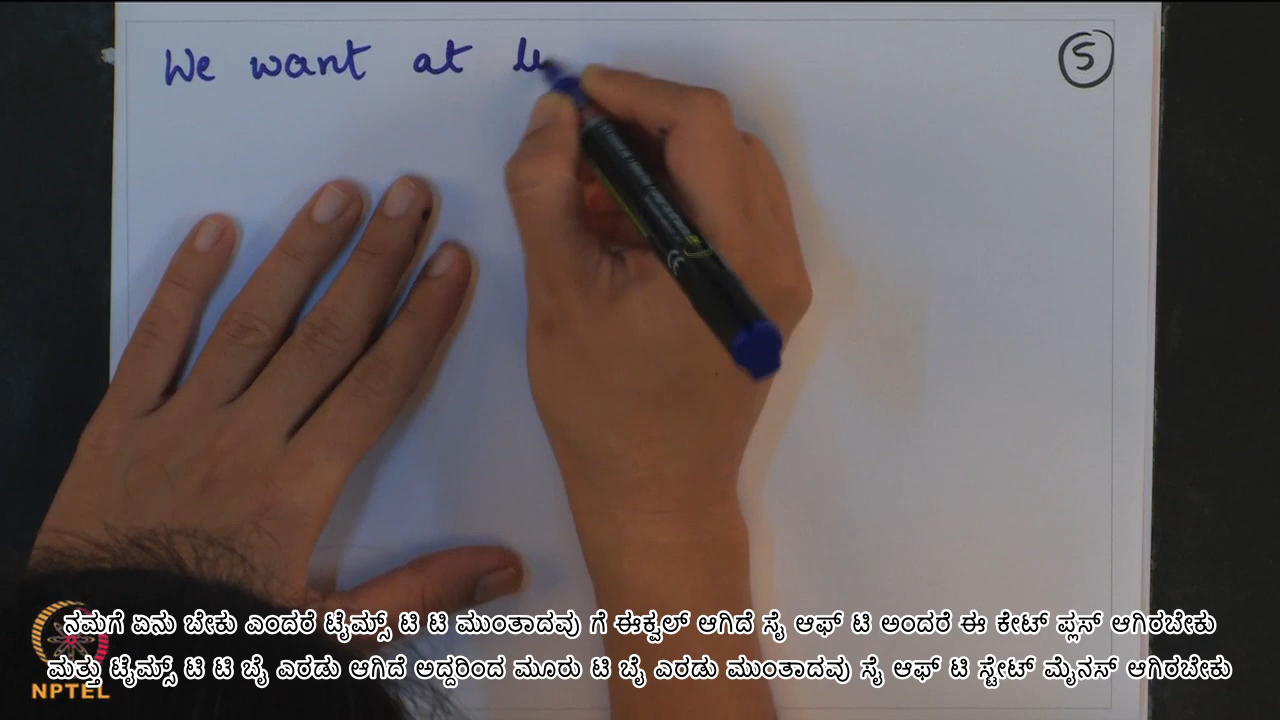 We want at
5
ನಮಗೆ ಏನು ಬೇಕು ಎಂದರೆ ಟೈಮ್ಸ್ ಟಿ ಟಿ ಮುಂತಾದವು ಗೆ ಈಕ್ವಲ್ ಆಗಿದೆ ಸೈ ಆಫ್ ಟಿ ಅಂದರೆ ಈ ಕೇಟ್ ಪ್ಲಸ್ ಆಗಿರಬೇಕು
ಮತ್ತು ಟೈಮ್ಸ್ ಟಿ ಟಿ ಬೈ ಎರಡು ಆಗಿದೆ ಅದ್ದರಿಂದ ಮೂರು ಟಿ ಬೈ ಎರಡು ಮುಂತಾದವು ಸೈ ಆಫ್ ಟಿ ಸ್ಟೇಟ್ ಮೈನಸ್ ಆಗಿರಬೇಕು
NPTEL